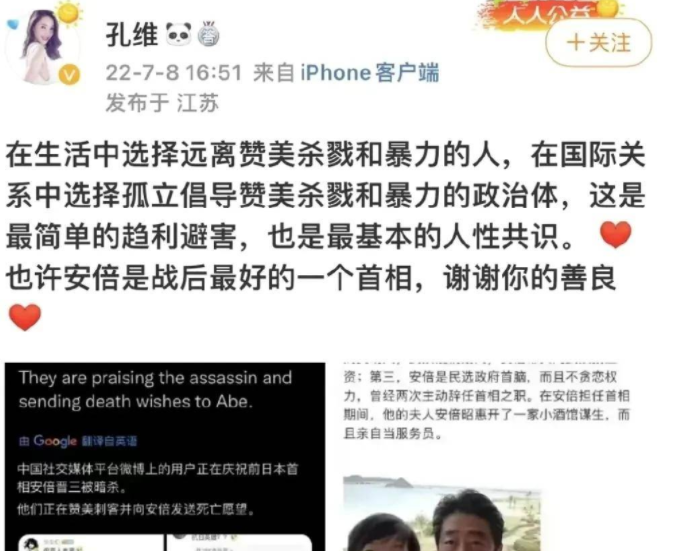 人人公益
孔维
+关注
22-7-8 16:51 来自 iPhone客户端
发布于 江苏
在生活中选择远离赞美杀戮和暴力的人，在国际关
系中选择孤立倡导赞美杀戮和暴力的政治体，这是
最简单的趋利避害，也是最基本的人性共识。
也许安倍是战后最好的一个首相，谢谢你的善良
They are praising the assassin and
sending death wishes to Abe.
由 Google 翻译自英语
中国社交媒体平台微博上的用户正在庆祝前日本首
相安倍晋三被暗杀。
他们正在赞美刺客并向安倍发送死亡愿望。
资；第三，安倍是民选政府首脑，而且不贪恋权
力，曾经两次主动辞任首相之职。在安倍担任首相
期间，他的夫人安倍昭惠开了一家小酒馆谋生，而
且亲自当服务员。